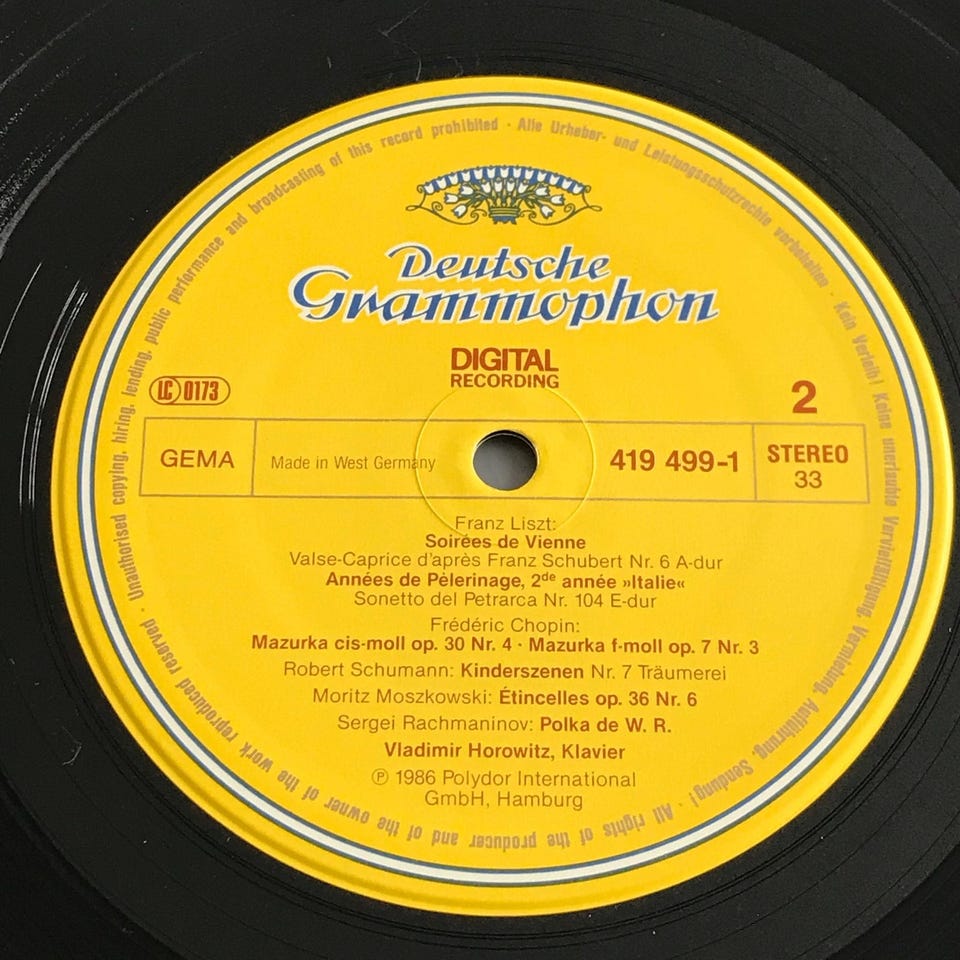 Deutsche
Grammophon
DIGITAL
RECORDING
LC 0173
2
GEMA
Made in West Germany
419 499-1
STEREO
33
Franz Liszt:
Soirées de Vienne
Valse-Caprice d'après Franz Schubert Nr. 6 A-dur
Années de Pèlerinage, 2de année »Italie«
Sonetto del Petrarca Nr. 104 E-dur
Frédéric Chopin:
Mazurka cis-moll op. 30 Nr. 4 · Mazurka f-moll op. 7 Nr. 3
Robert Schumann: Kinderszenen Nr. 7 Träumerei
Moritz Moszkowski: Étincelles op. 36 Nr. 6
Sergei Rachmaninov: Polka de W. R.
Vladimir Horowitz, Klavier
℗ 1986 Polydor International
GmbH, Hamburg
Alle Urheber- und Leistungsschutzrechte vorbehalten · Kein Verleih! Keine unerlaubte Vervielfältigung, Vermietung, Aufführung, Sendung! · All rights of the producer and of the owner of the work reproduced reserved · Unauthorised copying, hiring, lending, public performance and broadcasting of this record prohibited ·